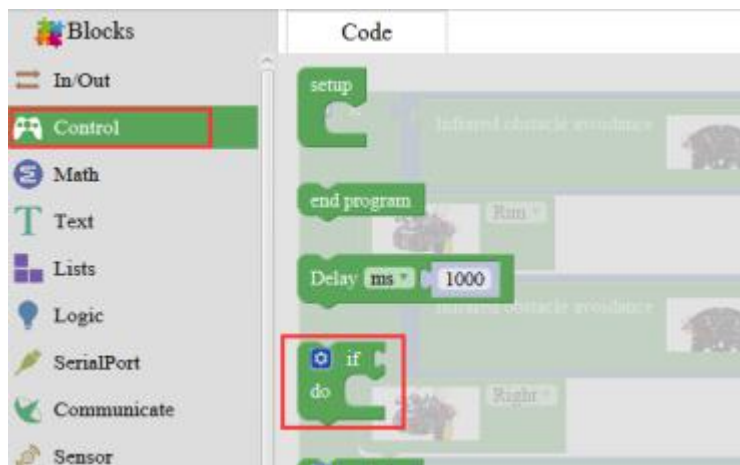 Blocks
Code
In/Out
Control
Math
Text
Lists
Logic
SerialPort
Communicate
Sensor
setup
Infrared obstacle avoidance
end program
Run
Delay ms 1000
Infrared obstacle avoidance
if
do
Right